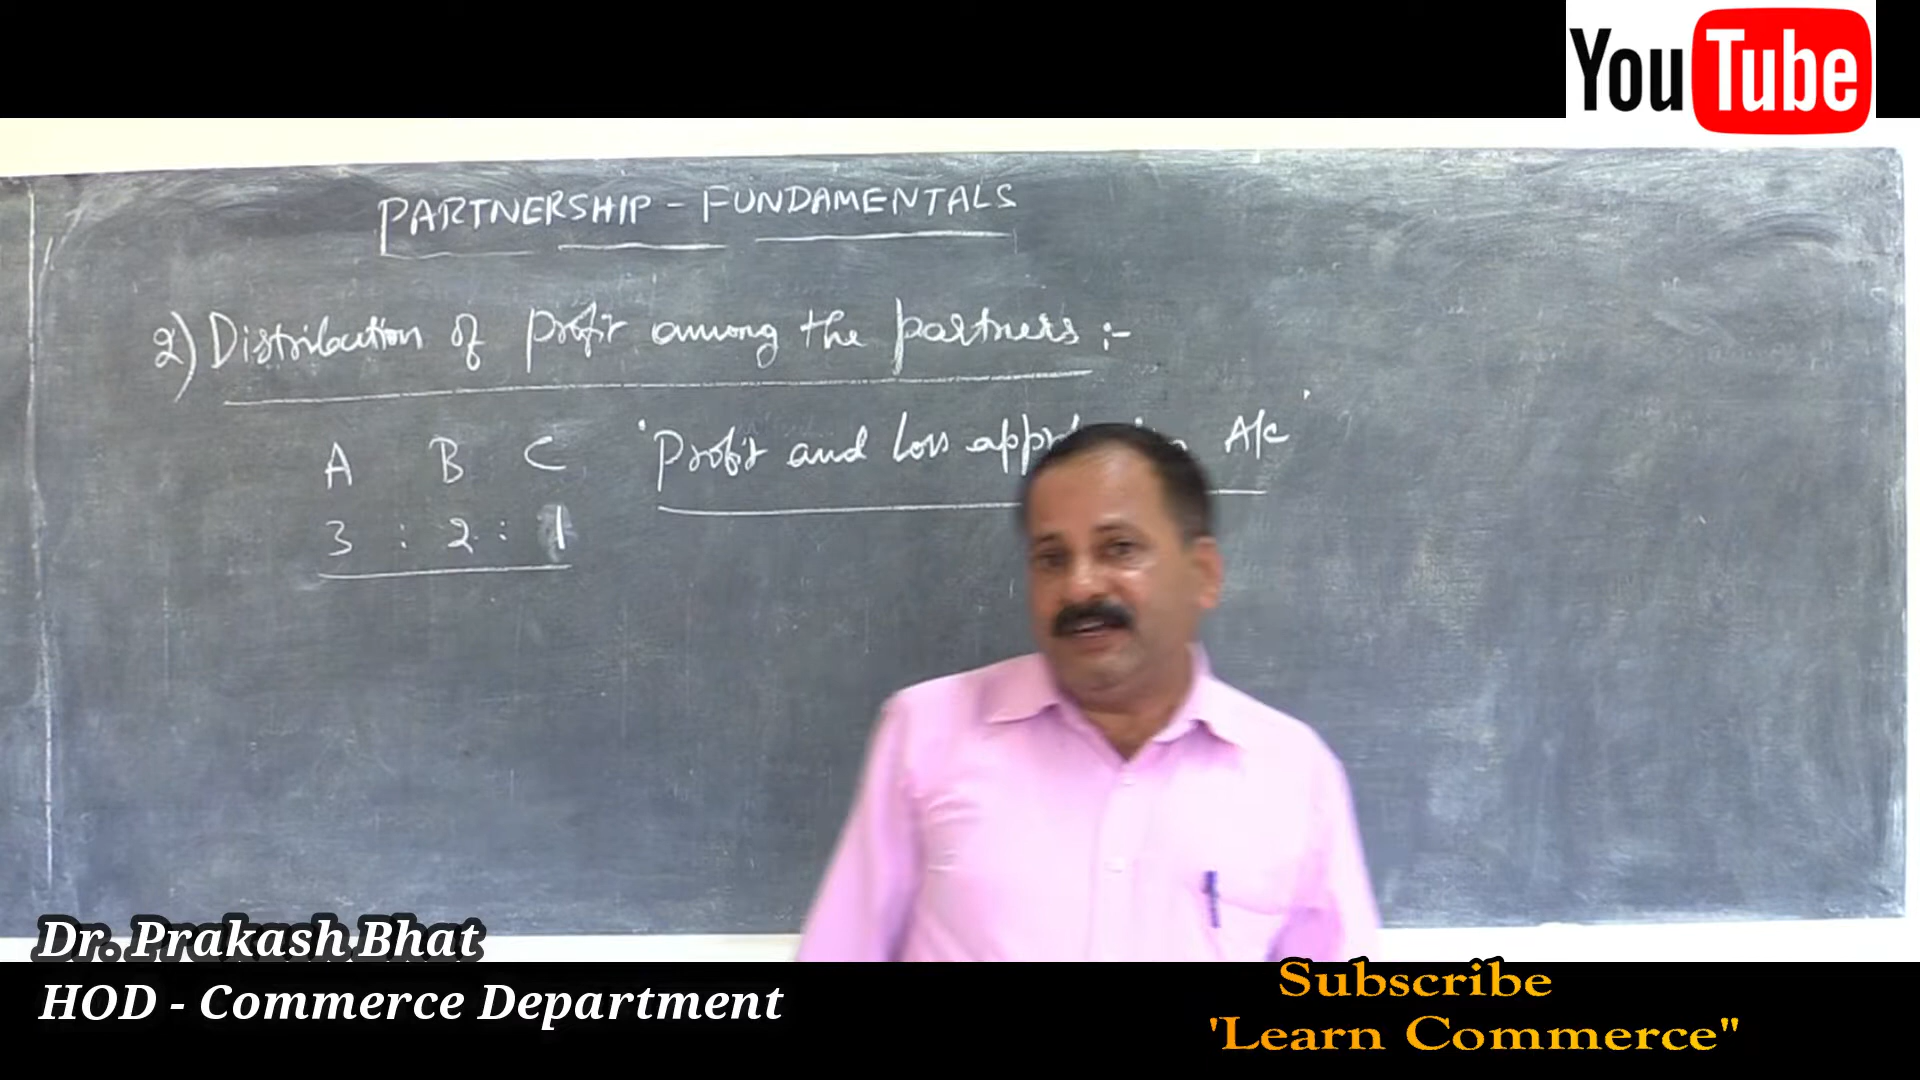 YouTube
PARTNERSHIP - FUNDAMENTALS
2) Distribution of profit among the partners :-
A B C 'Profit and loss A/c'
3 : 2 : 1
Dr. Prakash Bhat
HOD - Commerce Department
Subscribe
'Learn Commerce"